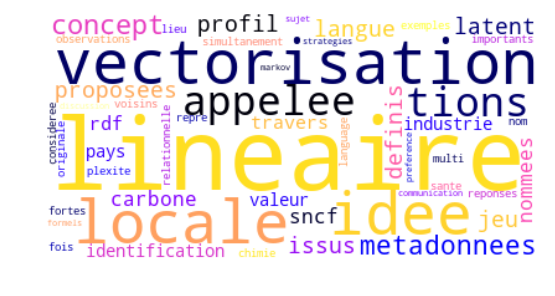 concept lieu profil sujet langue exemples latent
observations simultanement strategies importants
vectorisation
markov
proposees voisins appelee definis tions
consideree originale rdf relationnelle repre travers language industrie nom
lineaire
pays plexite preference multi nommees
carbone valeur communication sante reponses
fortes locale sncf idee jeu
formels
fois identification chimie issus metadonnees